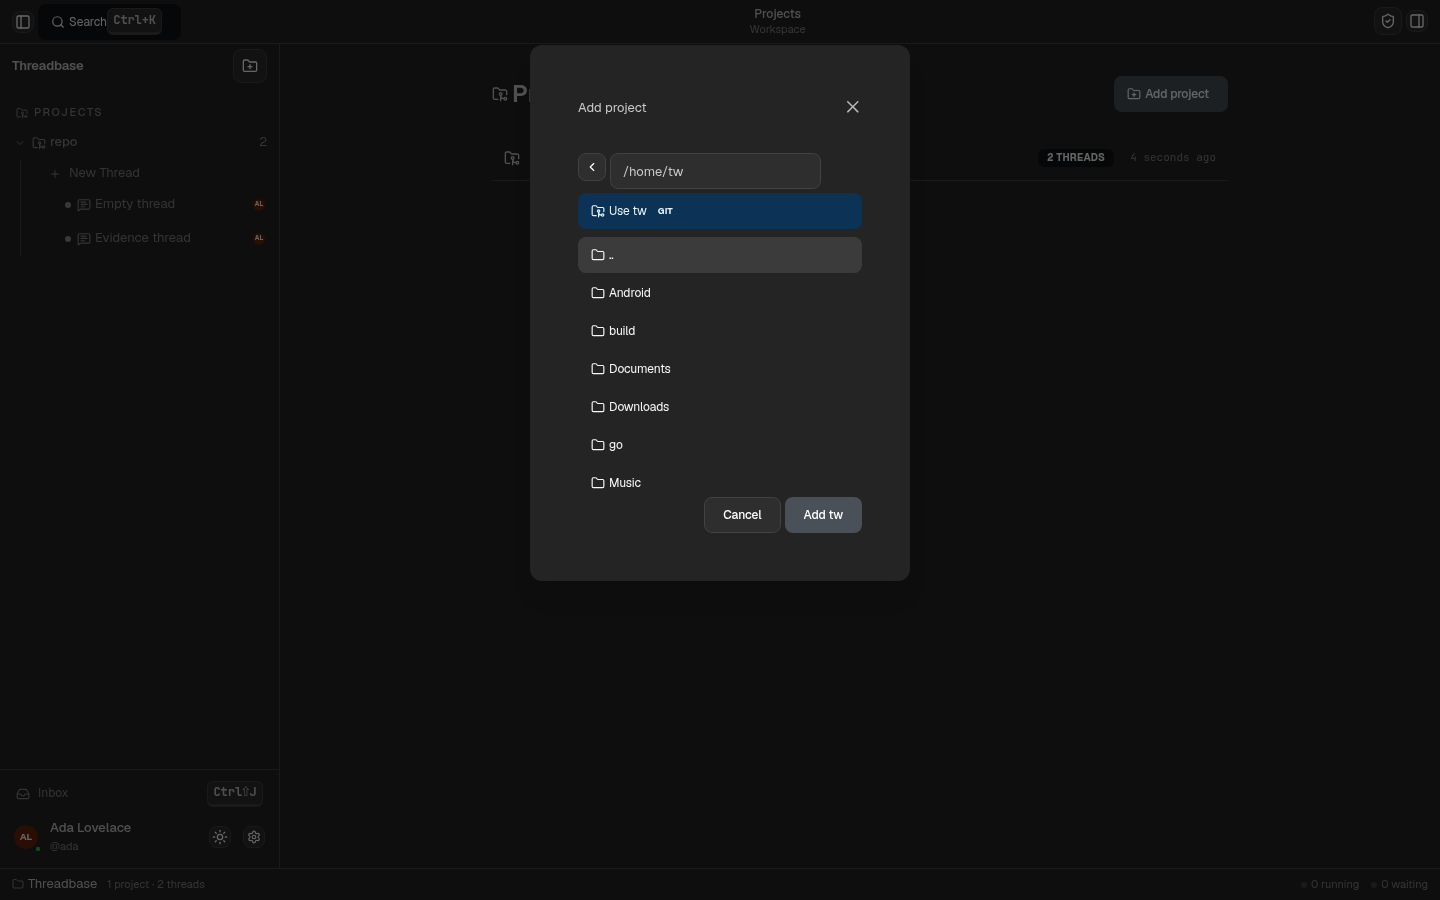 Search Ctrl+K
Projects
Workspace
Threadbase
PROJECTS
repo 2
New Thread
Empty thread AL
Evidence thread AL
Inbox Ctrl⇧J
AL Ada Lovelace
@ada
Add project
2 THREADS 4 seconds ago
Add project
/home/tw
Use tw GIT
..
Android
build
Documents
Downloads
go
Music
Cancel Add tw
Threadbase 1 project · 2 threads
0 running 0 waiting